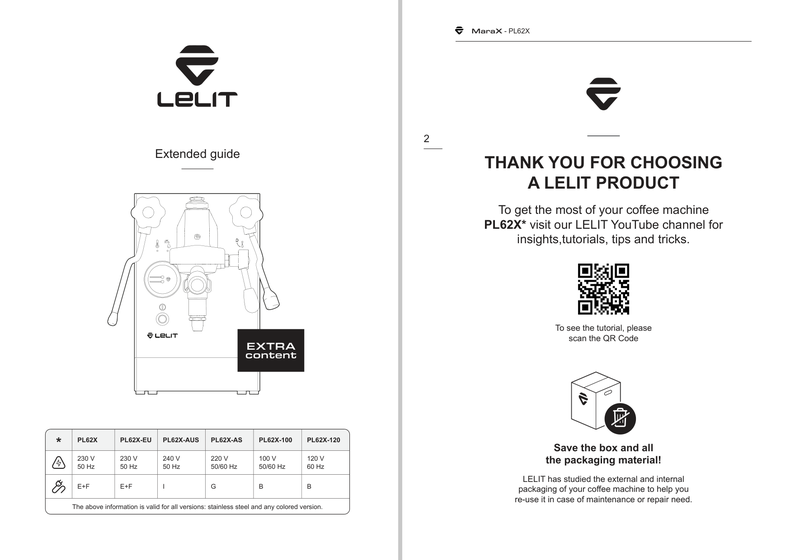 LELIT
Extended guide
LELIT
EXTRA
content
* PL62X PL62X-EU PL62X-AUS PL62X-AS PL62X-100 PL62X-120
230 V 230 V 240 V 220 V 100 V 120 V
50 Hz 50 Hz 50 Hz 50/60 Hz 50/60 Hz 60 Hz
E+F E+F I G B B
The above information is valid for all versions: stainless steel and any colored version.
MaraX - PL62X
2
THANK YOU FOR CHOOSING
A LELIT PRODUCT
To get the most of your coffee machine
PL62X* visit our LELIT YouTube channel for
insights,tutorials, tips and tricks.
To see the tutorial, please
scan the QR Code
Save the box and all
the packaging material!
LELIT has studied the external and internal
packaging of your coffee machine to help you
re-use it in case of maintenance or repair need.